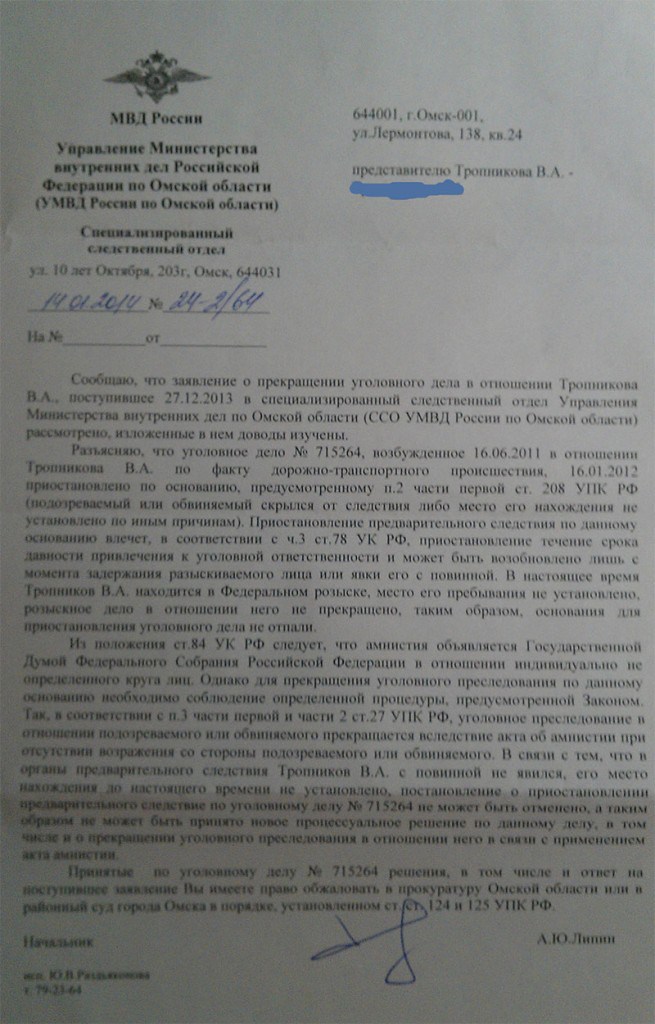 МВД России
Управление Министерства
внутренних дел Российской
Федерации по Омской области
(УМВД России по Омской области)
Специализированный
следственный отдел
ул. 10 лет Октября, 203г, Омск, 644031
14.01.2014 № 24-2/64
На №__________от______________
644001, г.Омск-001,
ул.Лермонтова, 138, кв.24
представителю Тропникова В.А. -
Сообщаю, что заявление о прекращении уголовного дела в отношении Тропникова
В.А., поступившее 27.12.2013 в специализированный следственный отдел Управления
Министерства внутренних дел по Омской области (ССО УМВД России по Омской области)
рассмотрено, изложенные в нем доводы изучены.
Разъясняю, что уголовное дело № 715264, возбужденное 16.06.2011 в отношении
Тропникова В.А. по факту дорожно-транспортного происшествия, 16.01.2012
приостановлено по основанию, предусмотренному п.2 части первой ст. 208 УПК РФ
(подозреваемый или обвиняемый скрылся от следствия либо место его нахождения не
установлено по иным причинам). Приостановление предварительного следствия по данному
основанию влечет, в соответствии с ч.3 ст.78 УК РФ, приостановление течение срока
давности привлечения к уголовной ответственности и может быть возобновлено лишь с
момента задержания разыскиваемого лица или явки его с повинной. В настоящее время
Тропников В.А. находится в Федеральном розыске, место его пребывания не установлено,
розыскное дело в отношении него не прекращено, таким образом, основания для
приостановления уголовного дела не отпали.
Из положения ст.84 УК РФ следует, что амнистия объявляется Государственной
Думой Федерального Собрания Российской Федерации в отношении индивидуально не
определенного круга лиц. Однако для прекращения уголовного преследования по данному
основанию необходимо соблюдение определенной процедуры, предусмотренной Законом.
Так, в соответствии с п.3 части первой и части 2 ст.27 УПК РФ, уголовное преследование в
отношении подозреваемого или обвиняемого прекращается вследствие акта об амнистии при
отсутствии возражения со стороны подозреваемого или обвиняемого. В связи с тем, что в
органы предварительного следствия Тропников В.А. с повинной не явился, его место
нахождения до настоящего времени не установлено, постановление о приостановлении
предварительного следствие по уголовному делу № 715264 не может быть отменено, а таким
образом не может быть принято новое процессуальное решение по данному делу, в том
числе и о прекращении уголовного преследования в отношении него в связи с применением
акта амнистии.
Принятые по уголовному делу № 715264 решения, в том числе и ответ на
поступившее заявление Вы имеете право обжаловать в прокуратуру Омской области или в
районный суд города Омска в порядке, установленном ст. ст. 124 и 125 УПК РФ.
Начальник
А.Ю.Липин
исп. Ю.В.Раздьяконова
т. 79-23-64